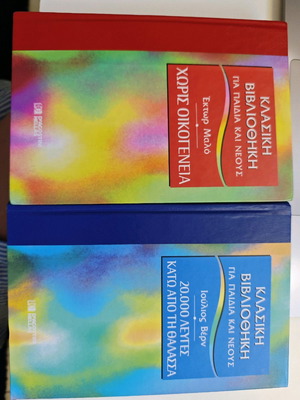 ΚΛΑΣΙΚΗ
ΒΙΒΛΙΟΘΗΚΗ
ΓΙΑ ΠΑΙΔΙΑ ΚΑΙ ΝΕΟΥΣ
Έκτωρ Μαλό
ΧΩΡΙΣ ΟΙΚΟΓΕΝΕΙΑ
ΚΛΑΣΙΚΗ
ΒΙΒΛΙΟΘΗΚΗ
ΓΙΑ ΠΑΙΔΙΑ ΚΑΙ ΝΕΟΥΣ
Ιούλιος Βερν
20.000 ΛΕΥΓΕΣ
ΚΑΤΩ ΑΠΟ ΤΗ ΘΑΛΑΣΣΑ